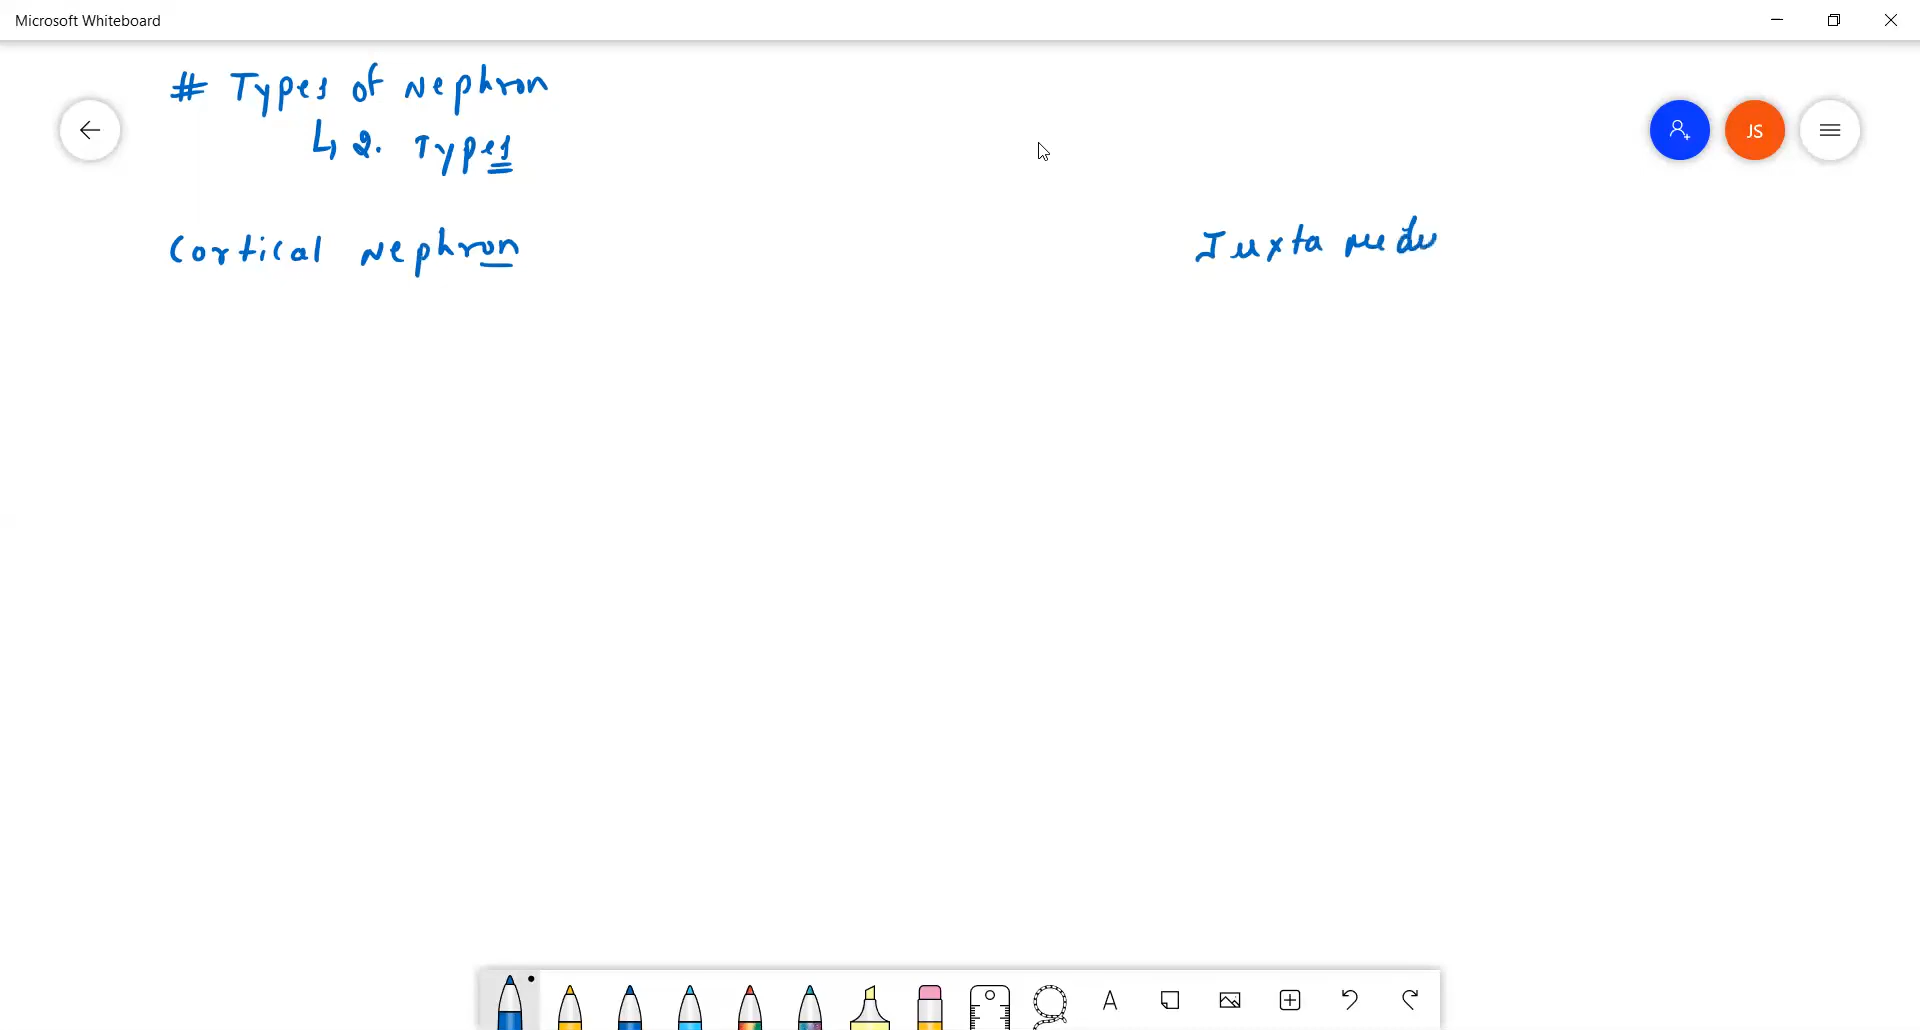 Microsoft Whiteboard
# Types of Nephron
↳ 2. Types
JS
Cortical Nephron
Juxta medu
A